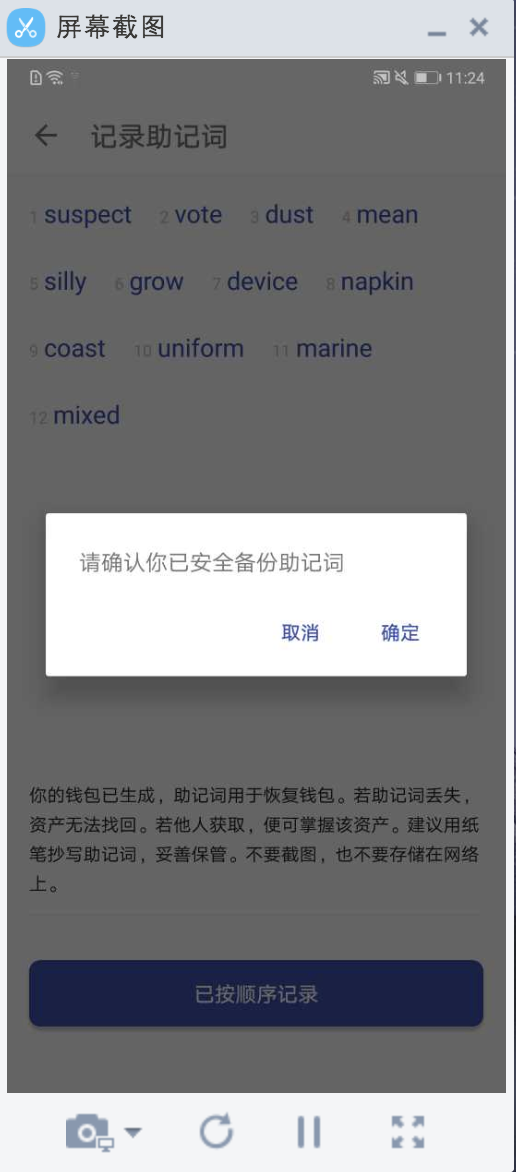 屏幕截图
11:24
记录助记词
1 suspect 2 vote 3 dust 4 mean
5 silly 6 grow 7 device 8 napkin
9 coast 10 uniform 11 marine
12 mixed
请确认你已安全备份助记词
取消 确定
你的钱包已生成，助记词用于恢复钱包。若助记词丢失，
资产无法找回。若他人获取，便可掌握该资产。建议用纸
笔抄写助记词，妥善保管。不要截图，也不要存储在网络
上。
已按顺序记录